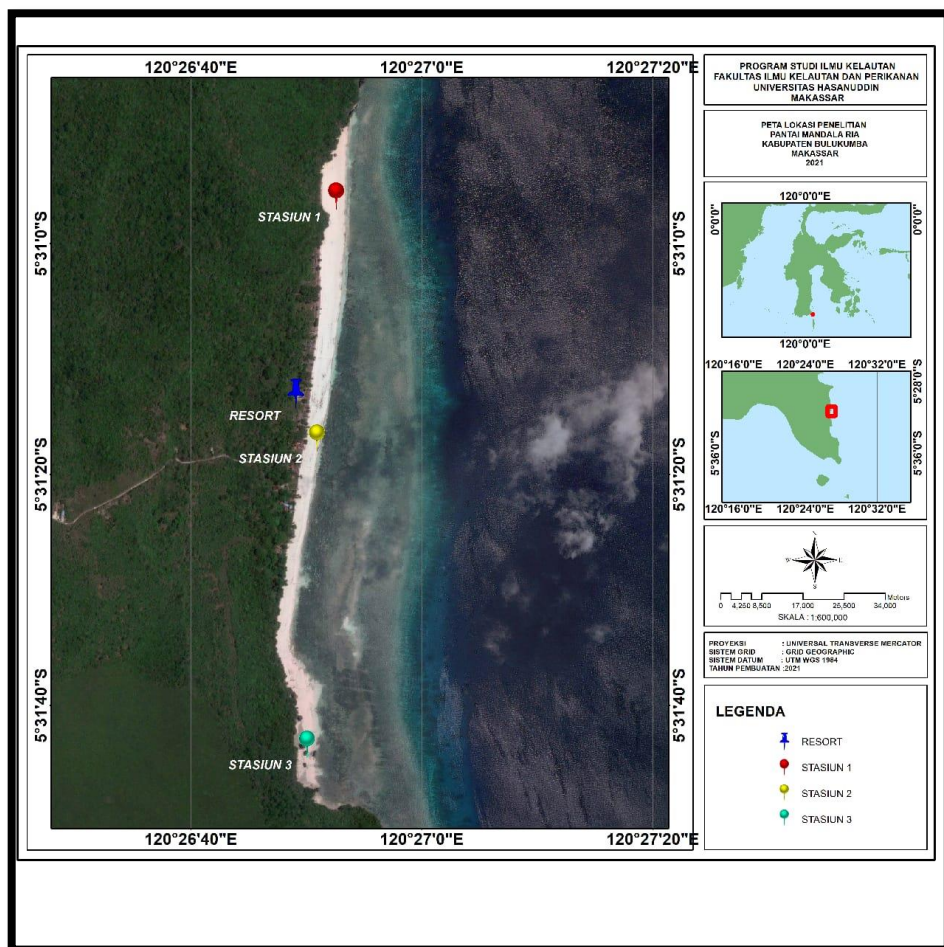 120°26'40"E
120°27'0"E
120°27'20"E
5°31'0"S
5°31'20"S
5°31'40"S
STASIUN 1
RESORT
STASIUN 2
STASIUN 3
5°31'0"S
5°31'20"S
5°31'40"S
120°26'40"E
120°27'0"E
120°27'20"E
PROGRAM STUDI ILMU KELAUTAN
FAKULTAS ILMU KELAUTAN DAN PERIKANAN
UNIVERSITAS HASANUDDIN
MAKASSAR
PETA LOKASI PENELITIAN
PANTAI MANDALA RIA
KABUPATEN BULUKUMBA
MAKASSAR
2021
120°0'0"E
0°0'0"
0°0'0"
120°0'0"E
120°16'0"E 120°24'0"E 120°32'0"E
5°28'0"S
5°36'0"S
5°36'0"S
120°16'0"E 120°24'0"E 120°32'0"E
N
W E
S
0 4,250 8,500 17,000 25,500 34,000 Meters
SKALA : 1:600,000
PROYEKSI : UNIVERSAL TRANSVERSE MERCATOR
SISTEM GRID : GRID GEOGRAPHIC
SISTEM DATUM : UTM WGS 1984
TAHUN PEMBUATAN :2021
LEGENDA
RESORT
STASIUN 1
STASIUN 2
STASIUN 3